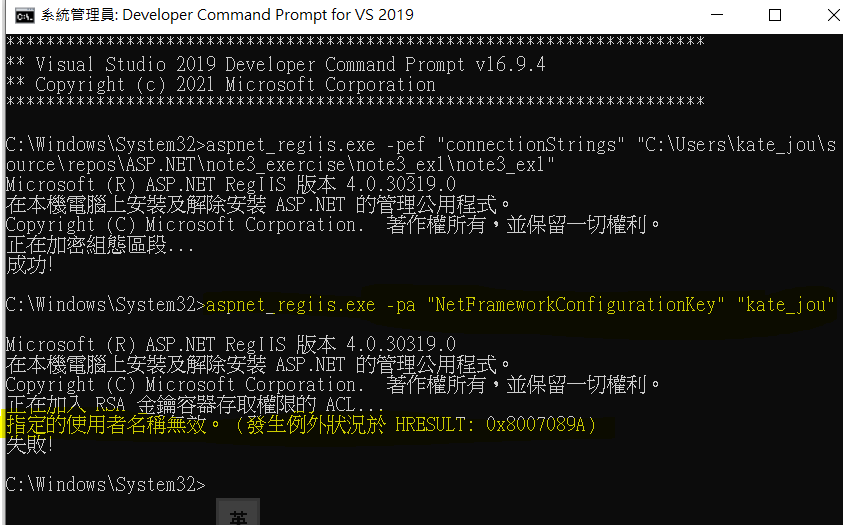 系統管理員: Developer Command Prompt for VS 2019
**********************************************************************
** Visual Studio 2019 Developer Command Prompt v16.9.4
** Copyright (c) 2021 Microsoft Corporation
**********************************************************************
C:\Windows\System32>aspnet_regiis.exe -pef "connectionStrings" "C:\Users\kate_jou\s
ource\repos\ASP.NET\note3_exercise\note3_ex1\note3_ex1"
Microsoft (R) ASP.NET RegIIS 版本 4.0.30319.0
在本機電腦上安裝及解除安裝 ASP.NET 的管理公用程式。
Copyright (C) Microsoft Corporation. 著作權所有，並保留一切權利。
正在加密組態區段...
成功!
C:\Windows\System32>aspnet_regiis.exe -pa "NetFrameworkConfigurationKey" "kate_jou"
Microsoft (R) ASP.NET RegIIS 版本 4.0.30319.0
在本機電腦上安裝及解除安裝 ASP.NET 的管理公用程式。
Copyright (C) Microsoft Corporation. 著作權所有，並保留一切權利。
正在加入 RSA 金鑰容器存取權限的 ACL...
指定的使用者名稱無效。 (發生例外狀況於 HRESULT: 0x8007089A)
失敗!
C:\Windows\System32>
英